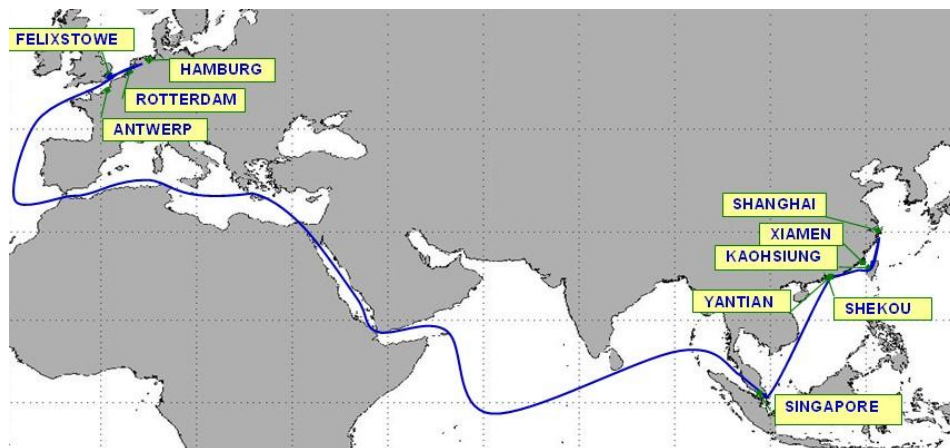 FELIXSTOWE
HAMBURG
ROTTERDAM
ANTWERP
SHANGHAI
XIAMEN
KAOHSIUNG
YANTIAN
SHEKOU
SINGAPORE